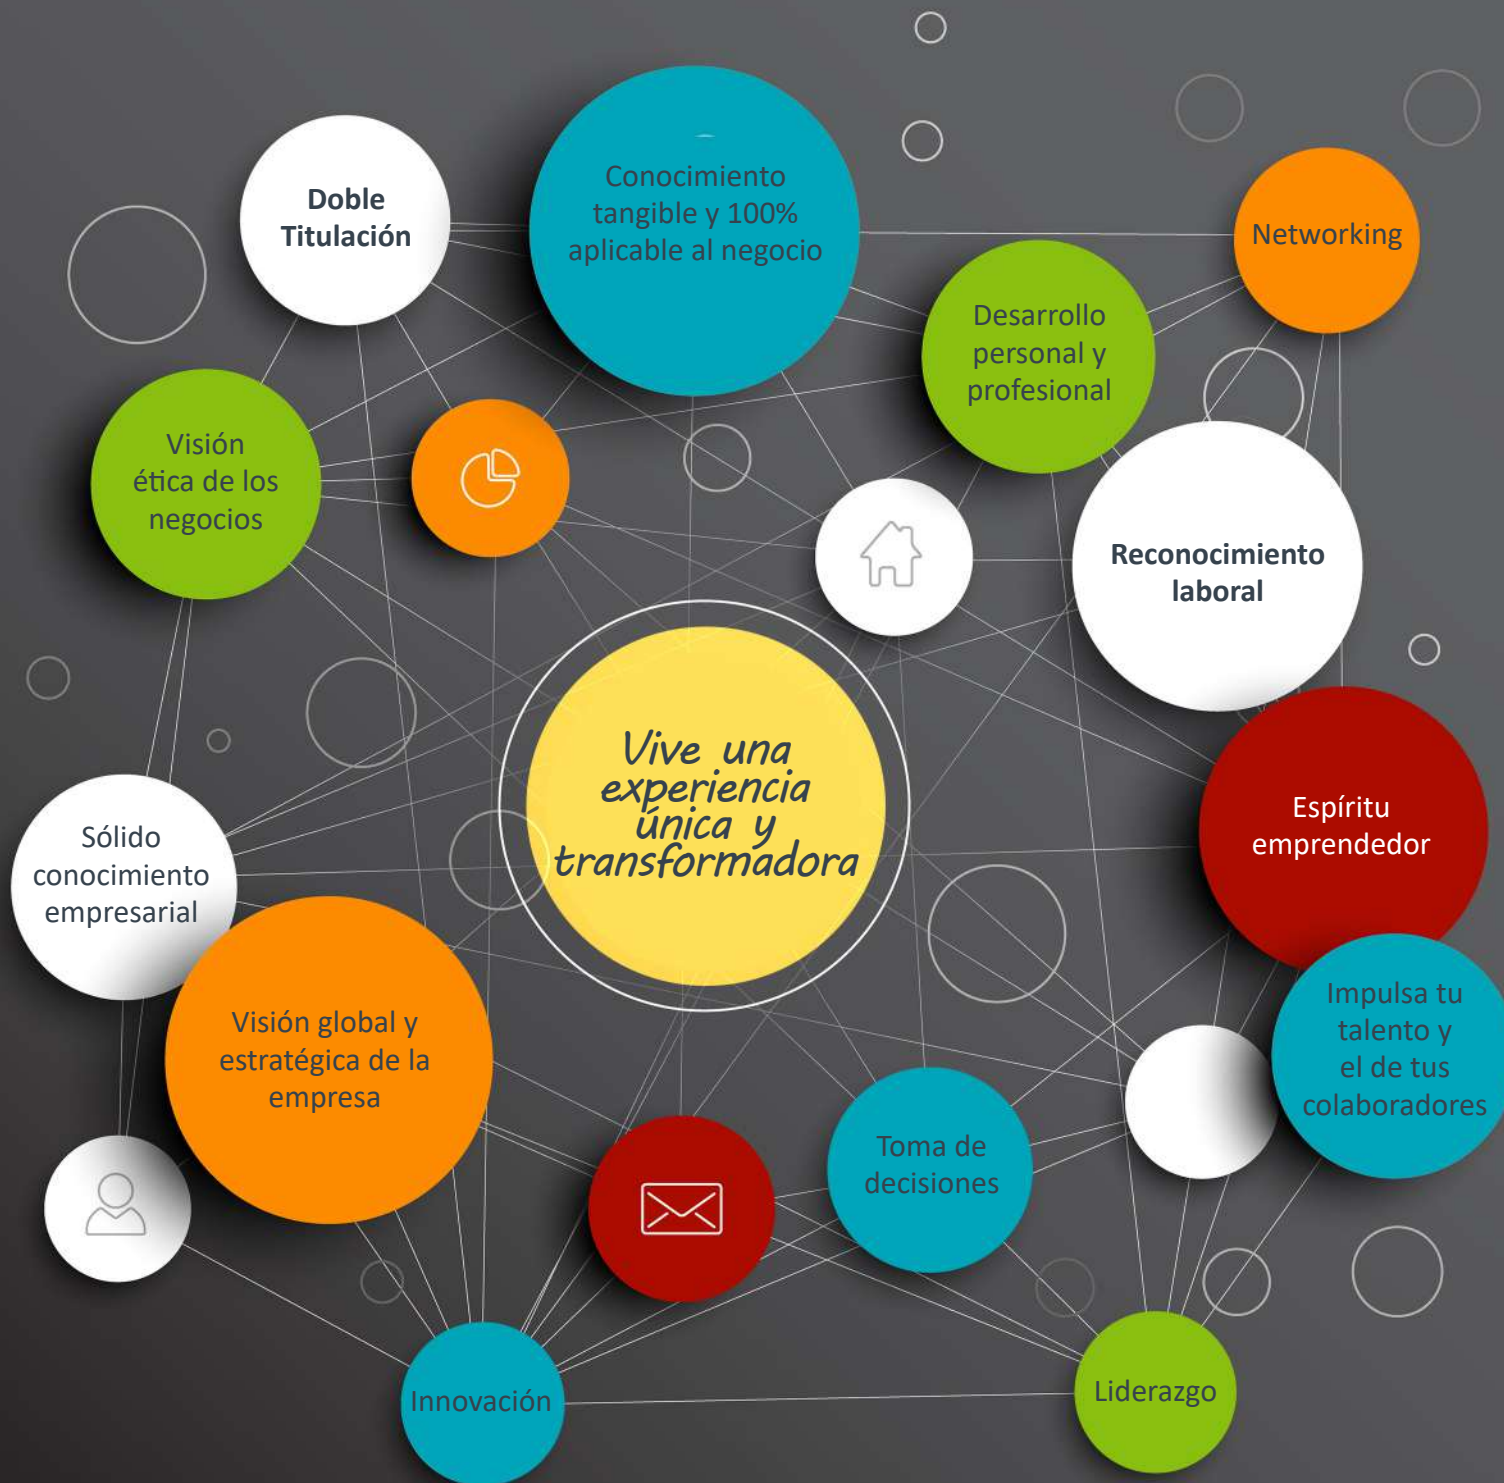 Doble
Titulación
Conocimiento
tangible y 100%
aplicable al negocio
Networking
Desarrollo
personal y
profesional
Visión
ética de los
negocios
Reconocimiento
laboral
Vive una
experiencia
única y
transformadora
Espíritu
emprendedor
Sólido
conocimiento
empresarial
Visión global y
estratégica de la
empresa
Impulsa tu
talento y
el de tus
colaboradores
Toma de
decisiones
Innovación
Liderazgo